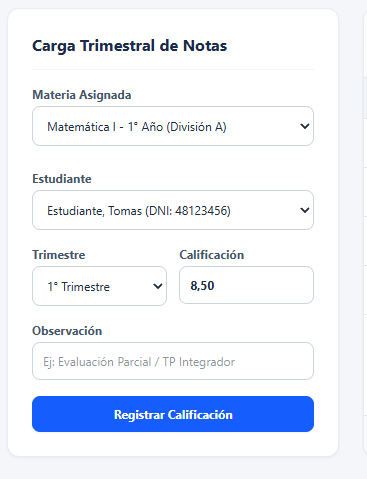 Carga Trimestral de Notas
Materia Asignada
Matemática I - 1° Año (División A)
Estudiante
Estudiante, Tomas (DNI: 48123456)
Trimestre
Calificación
1° Trimestre
8,50
Observación
Ej: Evaluación Parcial / TP Integrador
Registrar Calificación